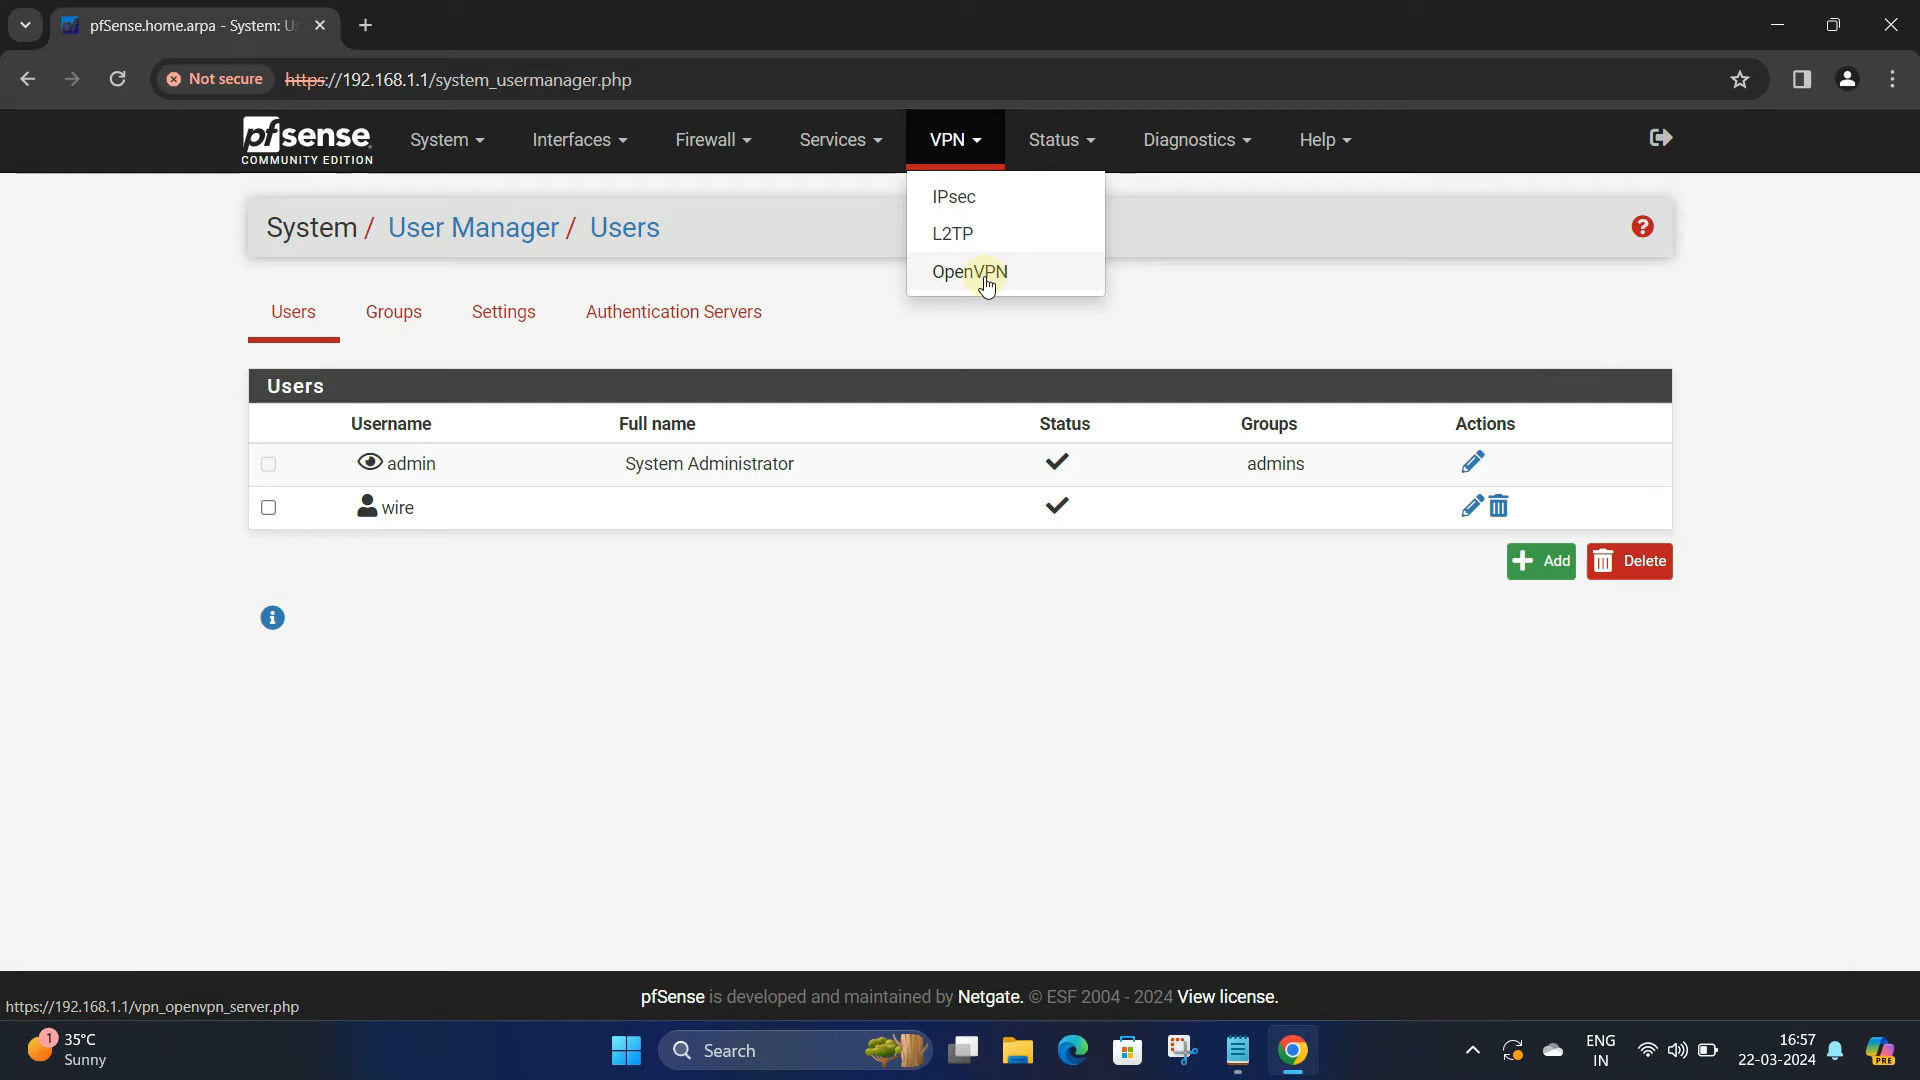 pfSense.home.arpa - System: Us
Not secure https://192.168.1.1/system_usermanager.php
pfsense
COMMUNITY EDITION
System Interfaces Firewall Services VPN Status Diagnostics Help
IPsec
L2TP
OpenVPN
System / User Manager / Users
Users Groups Settings Authentication Servers
Users
Username Full name Status Groups Actions
admin System Administrator admins
wire
Add Delete
pfSense is developed and maintained by Netgate. © ESF 2004 - 2024 View license.
https://192.168.1.1/vpn_openvpn_server.php
1
35°C
Sunny
Search
ENG
IN
16:57
22-03-2024
PRE